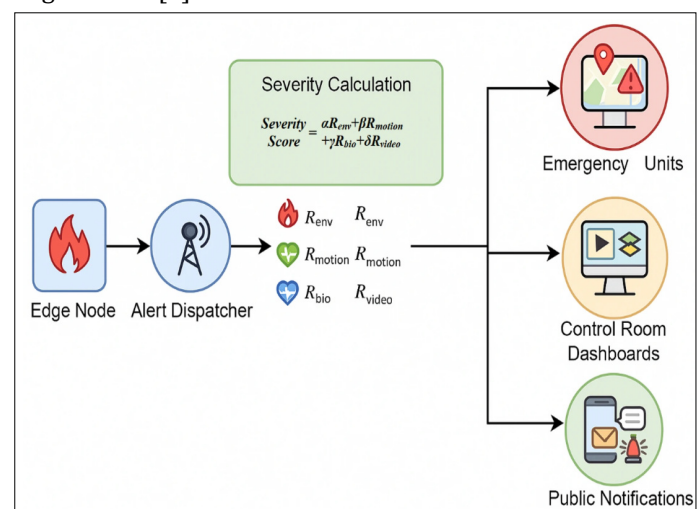 Severity Calculation
Severity Score = αR_env+βR_motion
+γR_bio+δR_video
R_env R_env
R_motion R_motion
R_bio R_video
Edge Node
Alert Dispatcher
Emergency Units
Control Room
Dashboards
Public Notifications